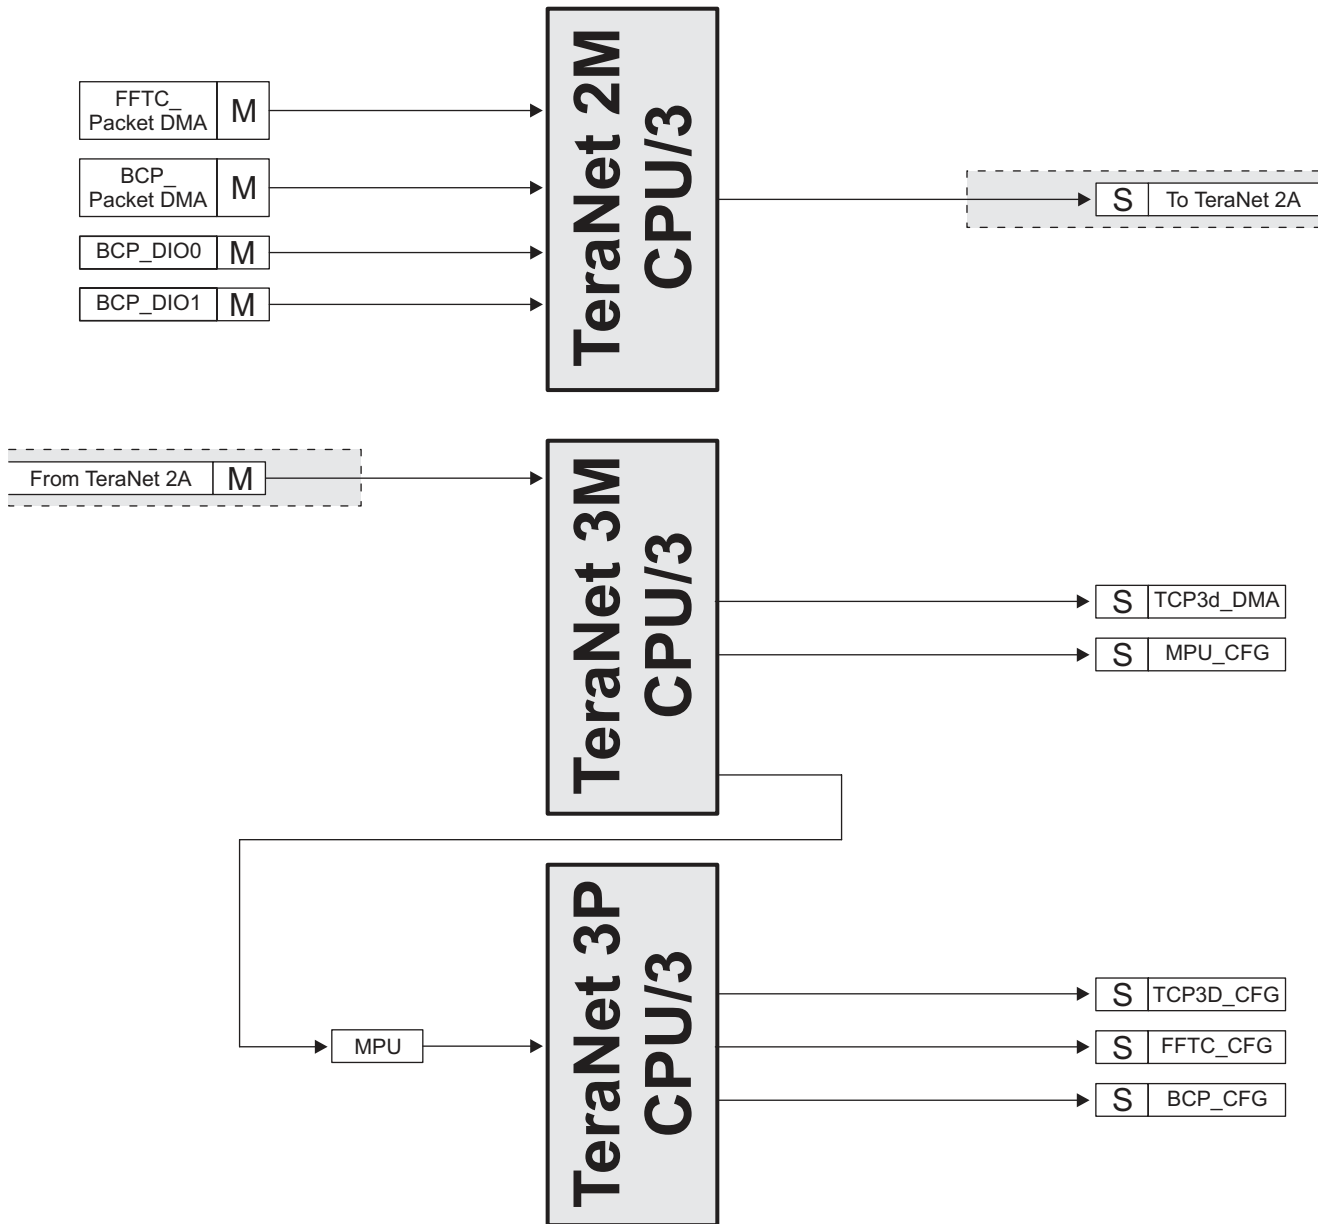 FFTC_
Packet DMA
M
BCP_
Packet DMA
M
BCP_DIO0
M
BCP_DIO1
M
TeraNet 2M
CPU/3
S
To TeraNet 2A
From TeraNet 2A
M
TeraNet 3M
CPU/3
S
TCP3d_DMA
S
MPU_CFG
MPU
TeraNet 3P
CPU/3
S
TCP3D_CFG
S
FFTC_CFG
S
BCP_CFG